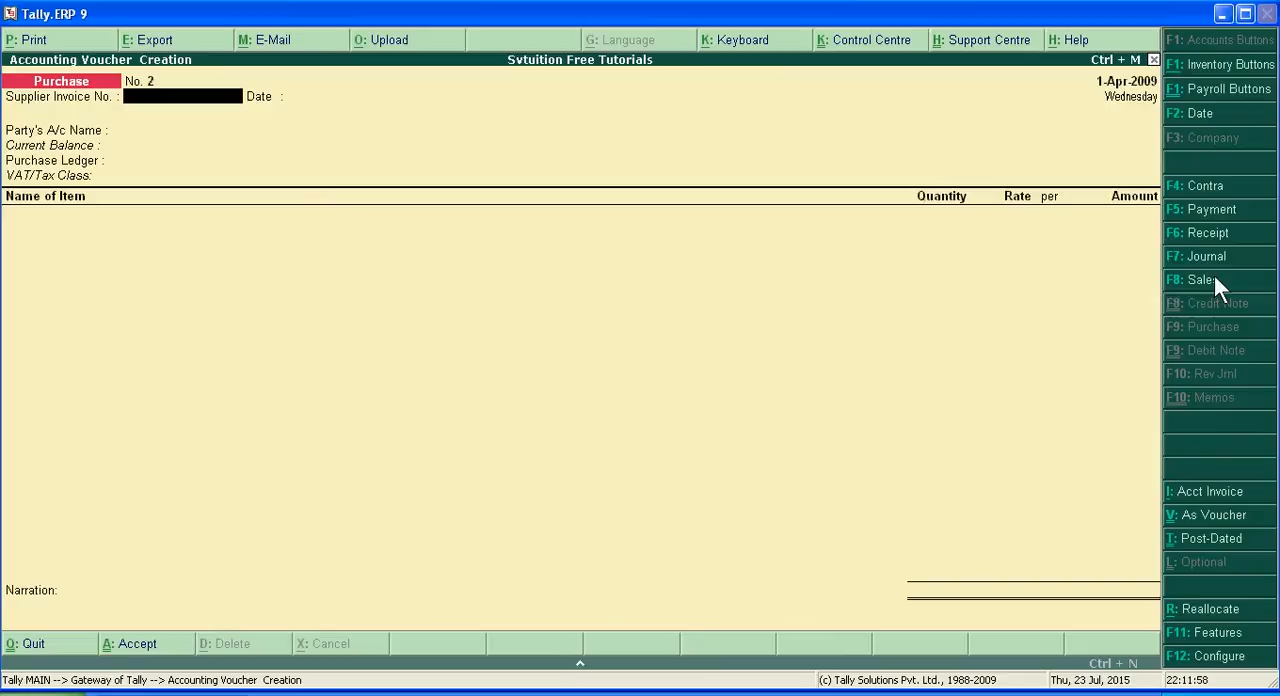 Tally.ERP 9
P: Print E: Export M: E-Mail O: Upload G: Language K: Keyboard K: Control Centre H: Support Centre H: Help
Accounting Voucher Creation Svtuition Free Tutorials Ctrl + M
Purchase No. 2 1-Apr-2009
Supplier Invoice No. : Date : Wednesday
Party's A/c Name :
Current Balance :
Purchase Ledger :
VAT/Tax Class:
Name of Item Quantity Rate per Amount
Narration:
F1: Accounts Buttons
F1: Inventory Buttons
F1: Payroll Buttons
F2: Date
F3: Company
F4: Contra
F5: Payment
F6: Receipt
F7: Journal
F8: Sales
F8: Credit Note
F9: Purchase
F9: Debit Note
F10: Rev Jrnl
F10: Memos
I: Acct Invoice
V: As Voucher
T: Post-Dated
L: Optional
R: Reallocate
F11: Features
F12: Configure
Q: Quit A: Accept D: Delete X: Cancel
Ctrl + N
Tally MAIN --> Gateway of Tally --> Accounting Voucher Creation (c) Tally Solutions Pvt. Ltd., 1988-2009 Thu, 23 Jul, 2015 22:11:58